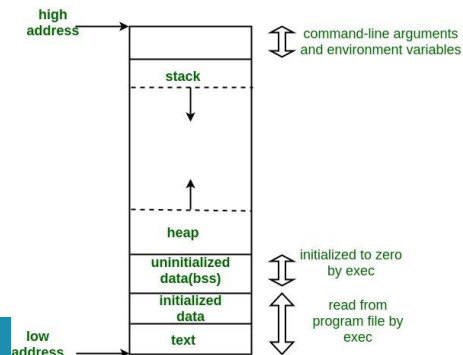 high
address
command-line arguments
and environment variables
stack
heap
uninitialized
data(bss)
initialized to zero
by exec
initialized
data
read from
program file by
exec
text
low
address